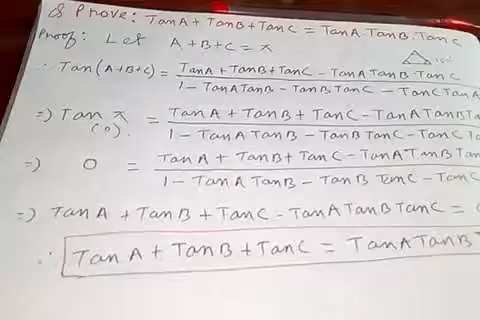 & Prove: TanA + TanB + TanC = TanA. TanB. TanC
Proof: Let A+B+C = π
∴ Tan(A+B+C) = TanA + TanB + TanC - TanA TanB . TanC
1 - TanA TanB - TanB TanC - TanC TanA
=) Tan π = TanA + TanB + TanC - TanA TanB
(0). 1 - TanA TanB - TanB TanC - TanC
=) 0 = TanA + TanB + TanC - TanA TanB Tan
1 - TanA TanB - TanB TanC - TanC
=) TanA + TanB + TanC - TanA TanB TanC =
∴ TanA + TanB + TanC = TanA TanB